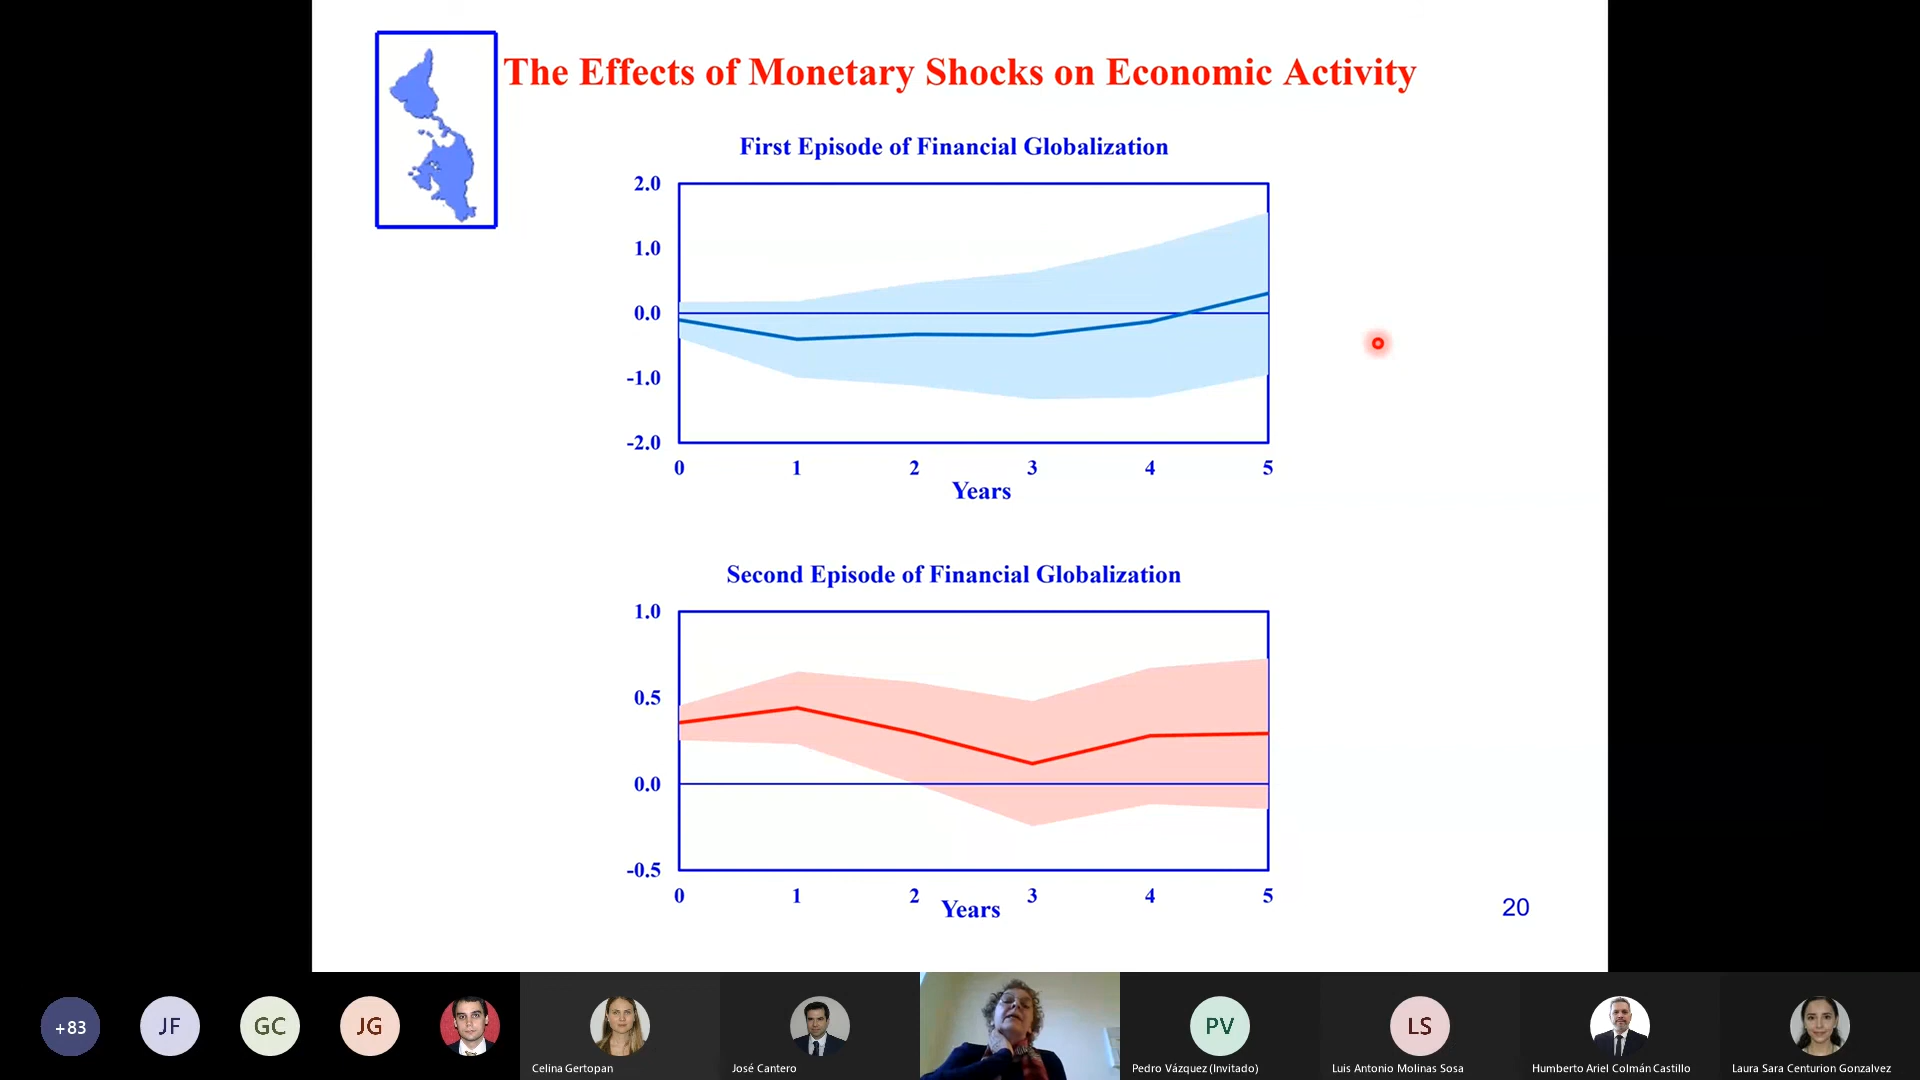 The Effects of Monetary Shocks on Economic Activity
First Episode of Financial Globalization
2.0
1.0
0.0
-1.0
-2.0
0 1 2 3 4 5
Years
Second Episode of Financial Globalization
1.0
0.5
0.0
-0.5
0 1 2 3 4 5
Years
20
+83
JF
GC
JG
Celina Gertopan
José Cantero
PV
Pedro Vázquez (Invitado)
LS
Luis Antonio Molinas Sosa
Humberto Ariel Colmán Castillo
Laura Sara Centurion Gonzalvez